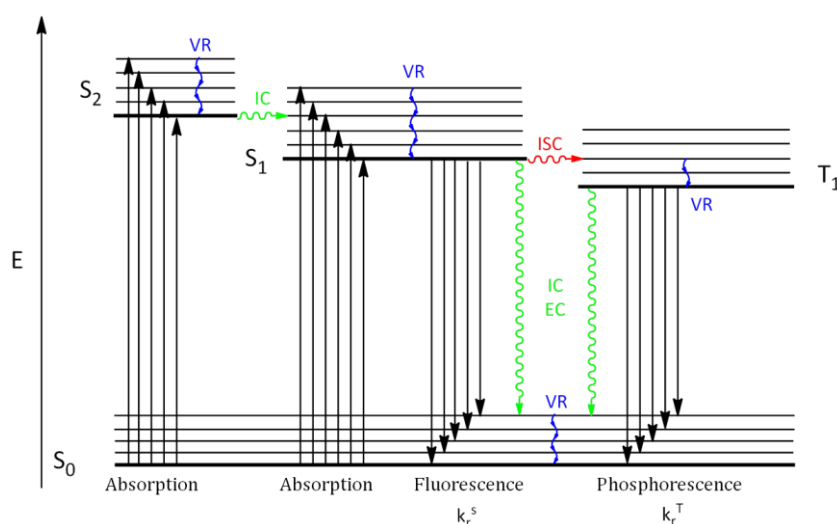 VR
S₂
IC
VR
S₁
ISC
T₁
VR
E
IC
EC
VR
S₀
Absorption
Absorption
Fluorescence
Phosphorescence
kᵣˢ
kᵣᵀ